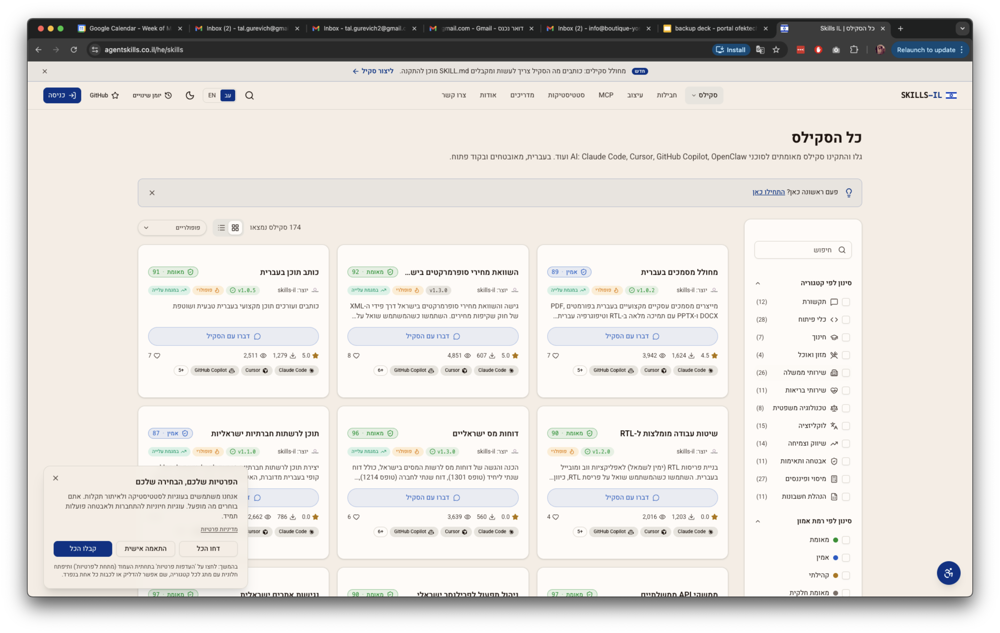 Google Calendar - Week of M
Inbox (2) - tal.gurevich@gmai
Inbox - tal.gurevich2@gmail.c
gmail.com - Gmail - דואר נכנס
Inbox (2) - info@boutique-yos
backup deck - portal ofektech
כל הסקילס | Skills IL
agentskills.co.il/he/skills
Install
Relaunch to update
חדש מחולל סקילים: כותבים מה הסקיל צריך לעשות ומקבלים SKILL.md מוכן להתקנה. ליצור סקיל ←
SKILLS-IL
סקילס חבילות עיצוב MCP סטטיסטיקות מדריכים אודות צרו קשר
עב EN יומן שינויים GitHub כניסה
כל הסקילס
גלו והתקינו סקילס מאומתים לסוכני AI: Claude Code, Cursor, GitHub Copilot, OpenClaw ועוד. בעברית, מאובטחים ובקוד פתוח.
פעם ראשונה כאן? התחילו כאן
174 סקילס נמצאו
פופולריים
חיפוש
סינון לפי קטגוריה
תקשורת (12)
כלי פיתוח (28)
חינוך (7)
מזון ואוכל (4)
שירותי ממשלה (26)
שירותי בריאות (11)
טכנולוגיה משפטית (8)
לוקליזציה (15)
שיווק וצמיחה (14)
אבטחה ותאימות (11)
מיסוי ופיננסים (27)
הנהלת חשבונות (11)
סינון לפי רמת אמון
מאומת
אמין
קהילתי
מאומת חלקית
מחולל מסמכים בעברית
אמין · 89
יוצר: skills-il
v1.0.2 פופולרי במגמת עלייה
מייצרים מסמכים עסקיים מקצועיים בעברית בפורמטים PDF,
DOCX ו-PPTX עם תמיכה מלאה ב-RTL וטיפוגרפיה עברית...
דברו עם הסקיל
4.5 1,624 3,942 7
Claude Code Cursor GitHub Copilot 5+
השוואת מחירי סופרמרקטים ביש...
מאומת · 92
יוצר: skills-il
v1.3.0 פופולרי במגמת עלייה
גישה והשוואת מחירי סופרמרקטים בישראל דרך פידי ה-XML
של חוק שקיפות מחירים. השתמשו כשהמשתמש שואל על...
דברו עם הסקיל
5.0 607 4,851 8
Claude Code Cursor GitHub Copilot 6+
כותב תוכן בעברית
מאומת · 91
יוצר: skills-il
v1.0.5 פופולרי במגמת עלייה
כותבים ועורכים תוכן מקצועי בעברית טבעית ושוטפת
דברו עם הסקיל
5.0 1,279 2,511 7
Claude Code Cursor GitHub Copilot 5+
שיטות עבודה מומלצות ל-RTL
מאומת · 90
יוצר: skills-il
v1.2.0 פופולרי
בניית פריסות RTL (ימין לשמאל) לאפליקציות ווב ומובייל
בעברית. השתמשו כשהמשתמש שואל על פריסת RTL, כיוון...
דברו עם הסקיל
0.0 1,203 2,016 4
Claude Code Cursor GitHub Copilot 5+
דוחות מס ישראליים
מאומת · 96
יוצר: skills-il
v1.3.0 פופולרי במגמת עלייה
הכנה והגשה של דוחות מס לרשות המסים בישראל, כולל דוח
שנתי ליחיד (טופס 1301), דוח שנתי לחברה (טופס 1214),...
דברו עם הסקיל
0.0 560 3,639 6
Claude Code Cursor GitHub Copilot 6+
תוכן לרשתות חברתיות ישראליות
אמין · 87
יוצר: skills-il
v1.1.0 פופולרי במגמת עלייה
יצירת תוכן לרשתות
קופי בעברית מדוברת,
0.0 786 2,662
Claude Code
ממשקי API ממשלתיים
מאומת · 97
ניהול תפעול לפרילנסר ישראלי
מאומת · 90
נגישות אתרים ישראלית
מאומת · 97
הפרטיות שלכם, הבחירה שלכם
אנחנו משתמשים בעוגיות לסטטיסטיקה ולאיתור תקלות. אתם
בוחרים מה מופעל. עוגיות חיוניות להתחברות ולאבטחה פועלות
תמיד.
מדיניות פרטיות
דחו הכל התאמה אישית קבלו הכל
בהמשך: לחצו על 'העדפות פרטיות' בתחתית העמוד (מתחת ל'פרטיות') ותיפתח
חלונית עם מתג לכל קטגוריה, שם אפשר להדליק או לכבות כל אחת בנפרד.